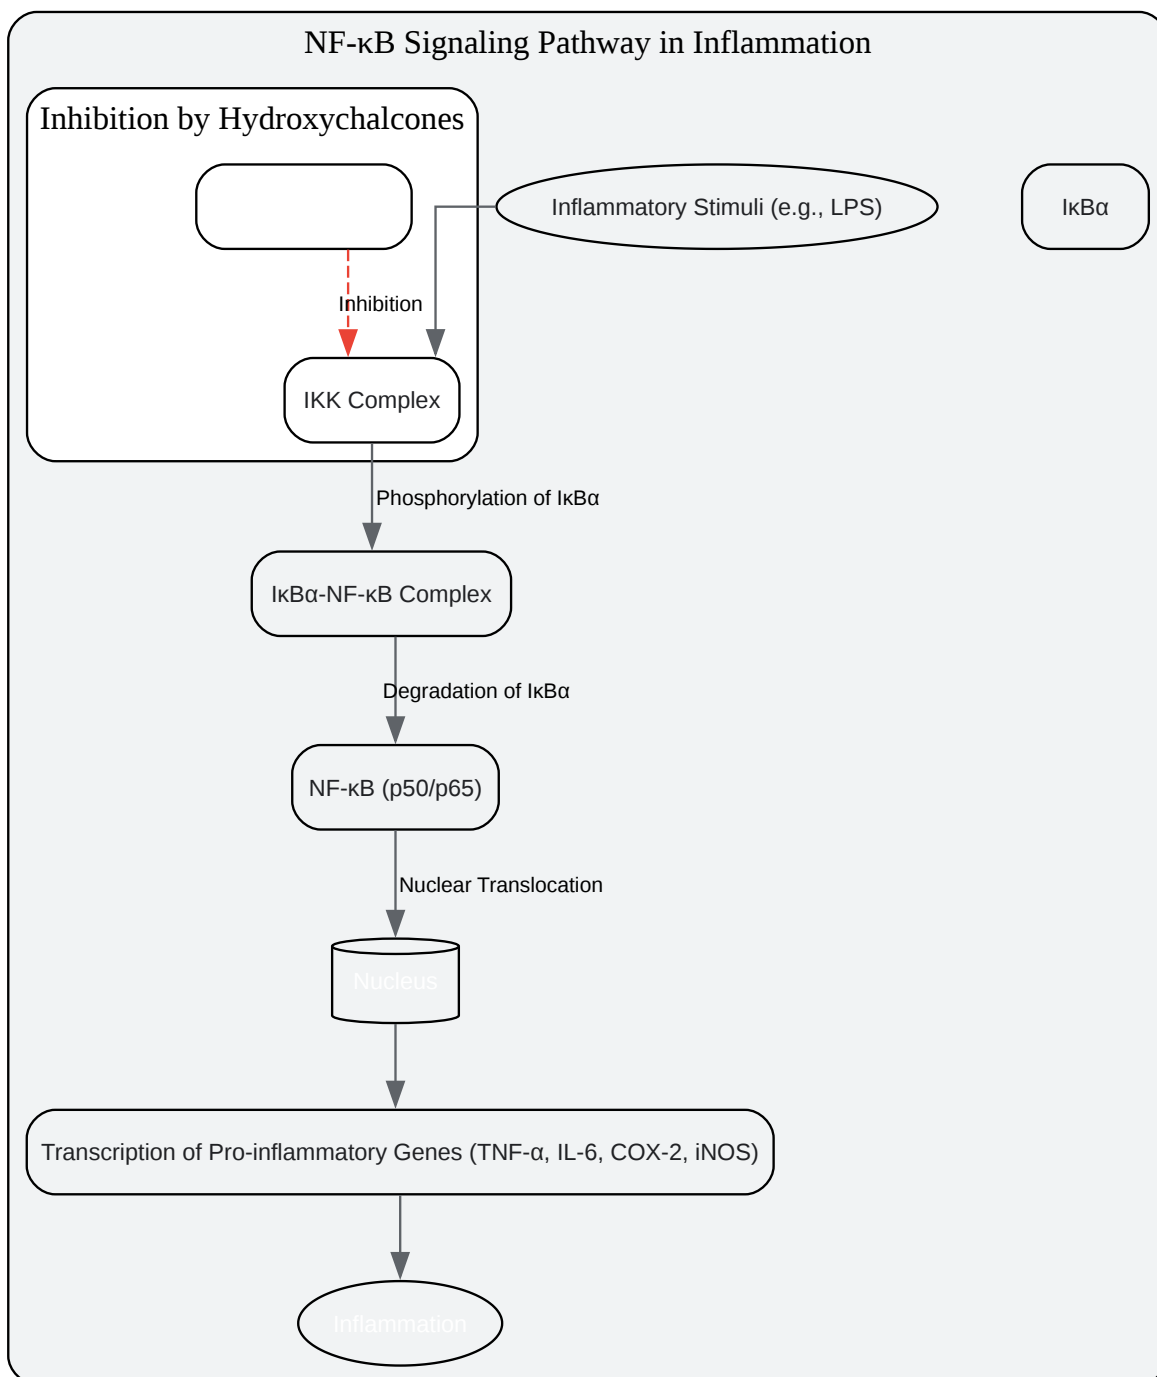 NF-κB Signaling Pathway in Inflammation
Inhibition by Hydroxychalcones
Inflammatory Stimuli (e.g., LPS)
IκBα
Inhibition
IKK Complex
Phosphorylation of IκBα
IκBα-NF-κB Complex
Degradation of IκBα
NF-κB (p50/p65)
Nuclear Translocation
Nucleus
Transcription of Pro-inflammatory Genes (TNF-α, IL-6, COX-2, iNOS)
Inflammation